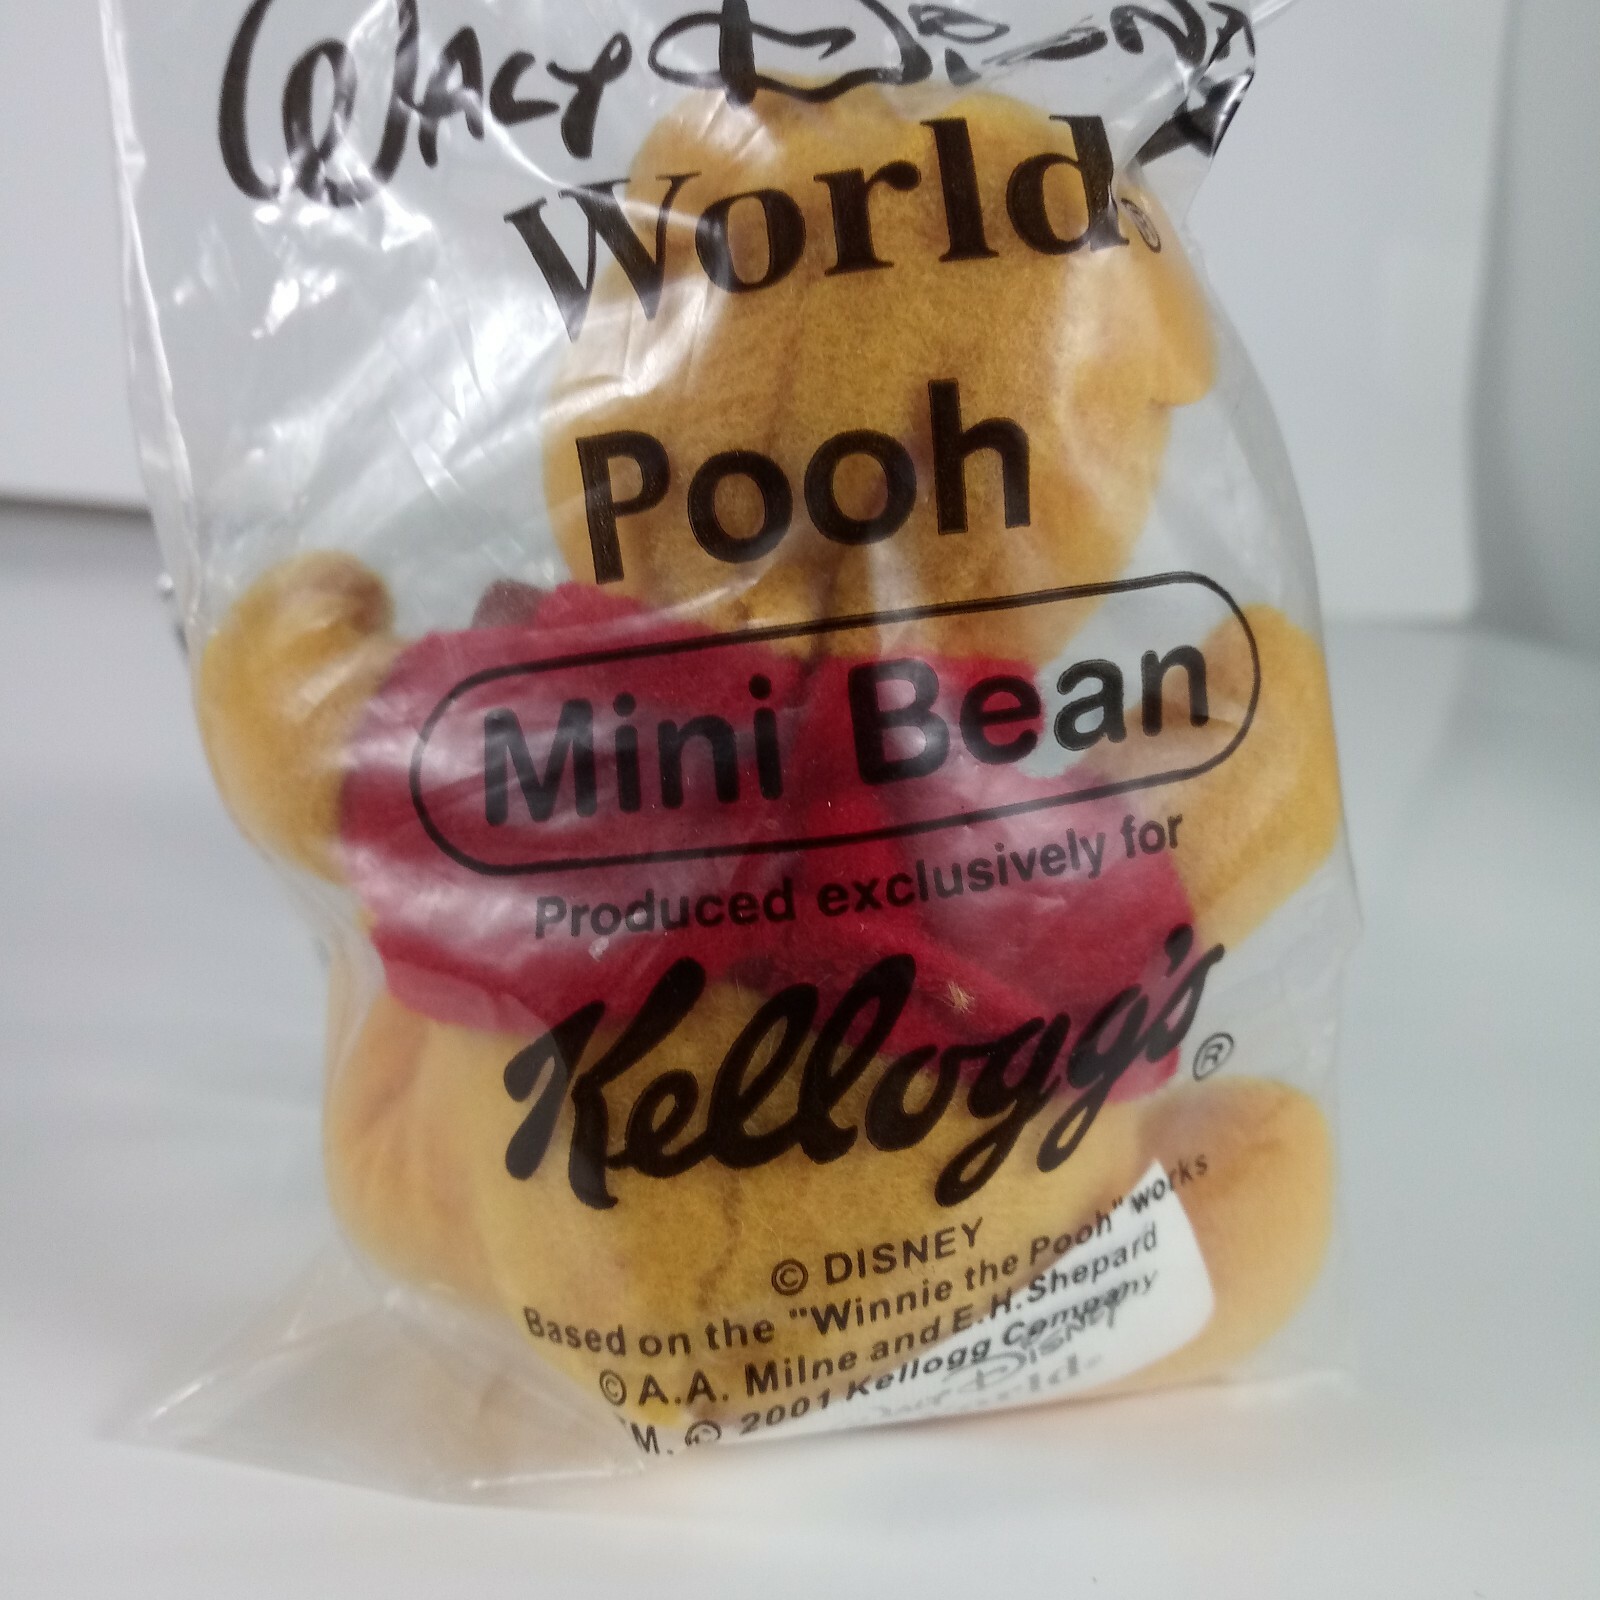 Walt Disney
World®
Pooh
Mini Bean
Produced exclusively for
Kellogg's®
© DISNEY
Based on the "Winnie the Pooh" works
© A.A. Milne and E.H.Shepard
TM. © 2001 Kellogg Company
Disney